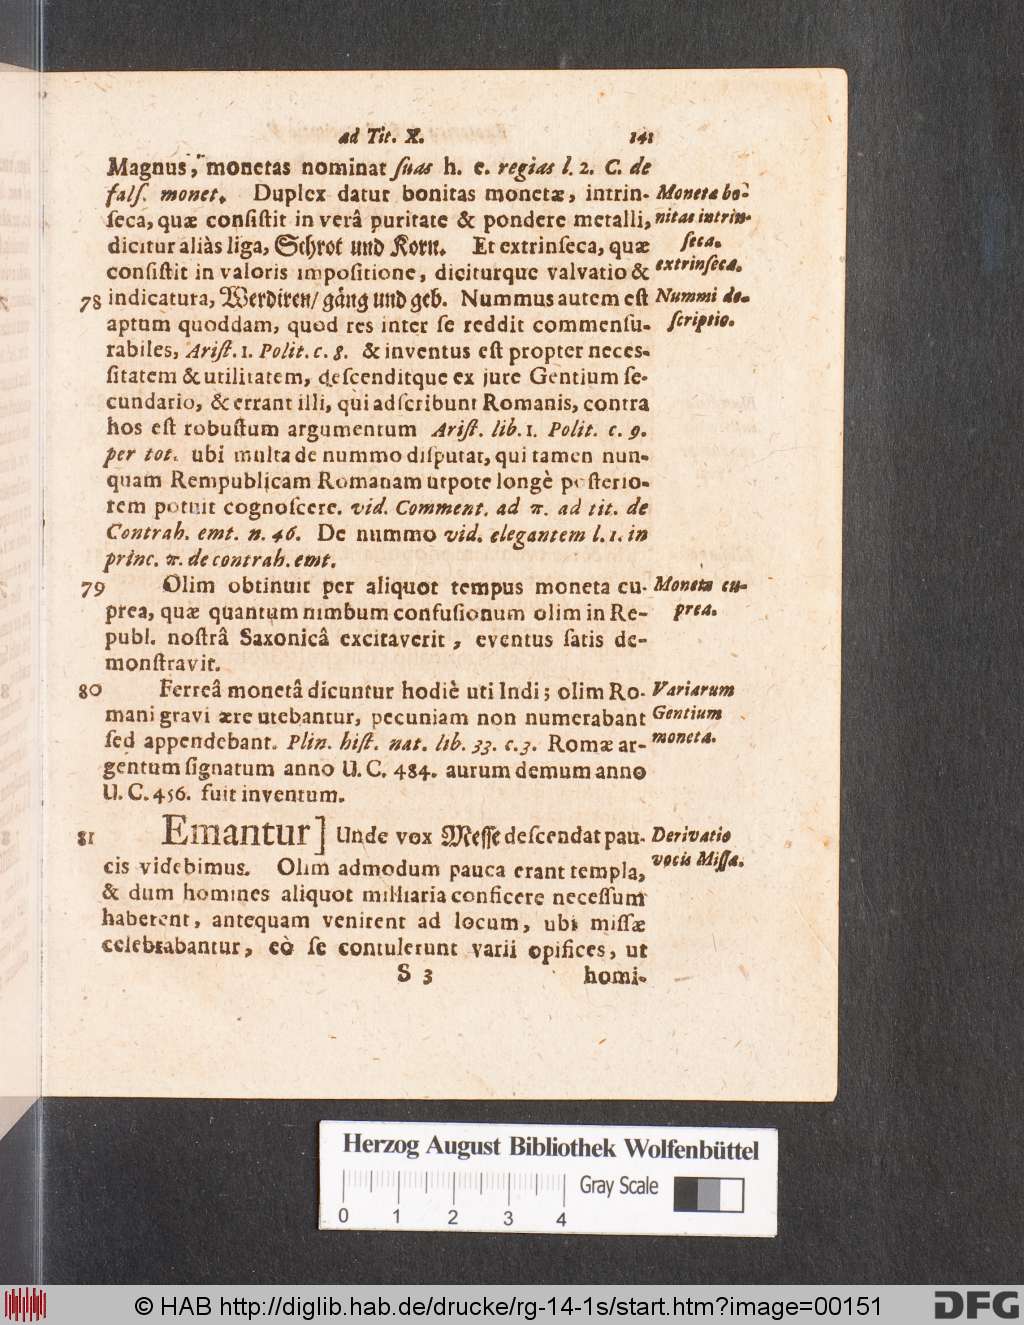 ad Tit. X. 141
Magnus, monetas nominat ſuas h. e. regias l. 2. C. de
falſ. monet. Duplex datur bonitas monetæ, intrin-
Moneta bo-
ſeca, quæ conſiſtit in verâ puritate & pondere metalli,
nitas intrin-
dicitur aliàs liga, Schrot und Korn. Et extrinſeca, quæ
ſeca.
conſiſtit in valoris impoſitione, diciturque valvatio &
extrinſeca.
78 indicatura, Werdiren/ gäng und geb. Nummus autem eſt
Nummi de-
aptum quoddam, quod res inter ſe reddit commenſu-
ſcriptio.
rabiles, Ariſt. 1. Polit. c. 8. & inventus eſt propter neceſ-
ſitatem & utilitatem, deſcenditque ex jure Gentium ſe-
cundario, & errant illi, qui adſcribunt Romanis, contra
hos eſt robuſtum argumentum Ariſt. lib. 1. Polit. c. 9.
per tot. ubi multa de nummo diſputat, qui tamen nun-
quam Rempublicam Romanam utpote longè poſterio-
rem potuit cognoſcere. vid. Comment. ad π. ad tit. de
Contrah. emt. n. 46. De nummo vid. elegantem l. 1. in
princ. π. de contrah. emt.
79 Olim obtinuit per aliquot tempus moneta cu-
Moneta cu-
prea, quæ quantum nimbum confuſionum olim in Re-
prea.
publ. noſtrâ Saxonicâ excitaverit, eventus ſatis de-
monſtravit.
80 Ferreâ monetâ dicuntur hodiè uti Indi; olim Ro-
Variarum
mani gravi ære utebantur, pecuniam non numerabant
Gentium
ſed appendebant. Plin. hiſt. nat. lib. 33. c. 3. Romæ ar-
moneta.
gentum ſignatum anno U. C. 484. aurum demum anno
U. C. 456. fuit inventum.
81 Emantur] Unde vox Meſſe deſcendat pau-
Derivatio
cis videbimus. Olim admodum pauca erant templa,
vocis Miſſa.
& dum homines aliquot milliaria conficere neceſſum
haberent, antequam venirent ad locum, ubi miſſæ
celebrabantur, eò ſe contulerunt varii opifices, ut
S 3 homi-
Herzog August Bibliothek Wolfenbüttel
Gray Scale
0 1 2 3 4
© HAB http://diglib.hab.de/drucke/rg-14-1s/start.htm?image=00151
DFG